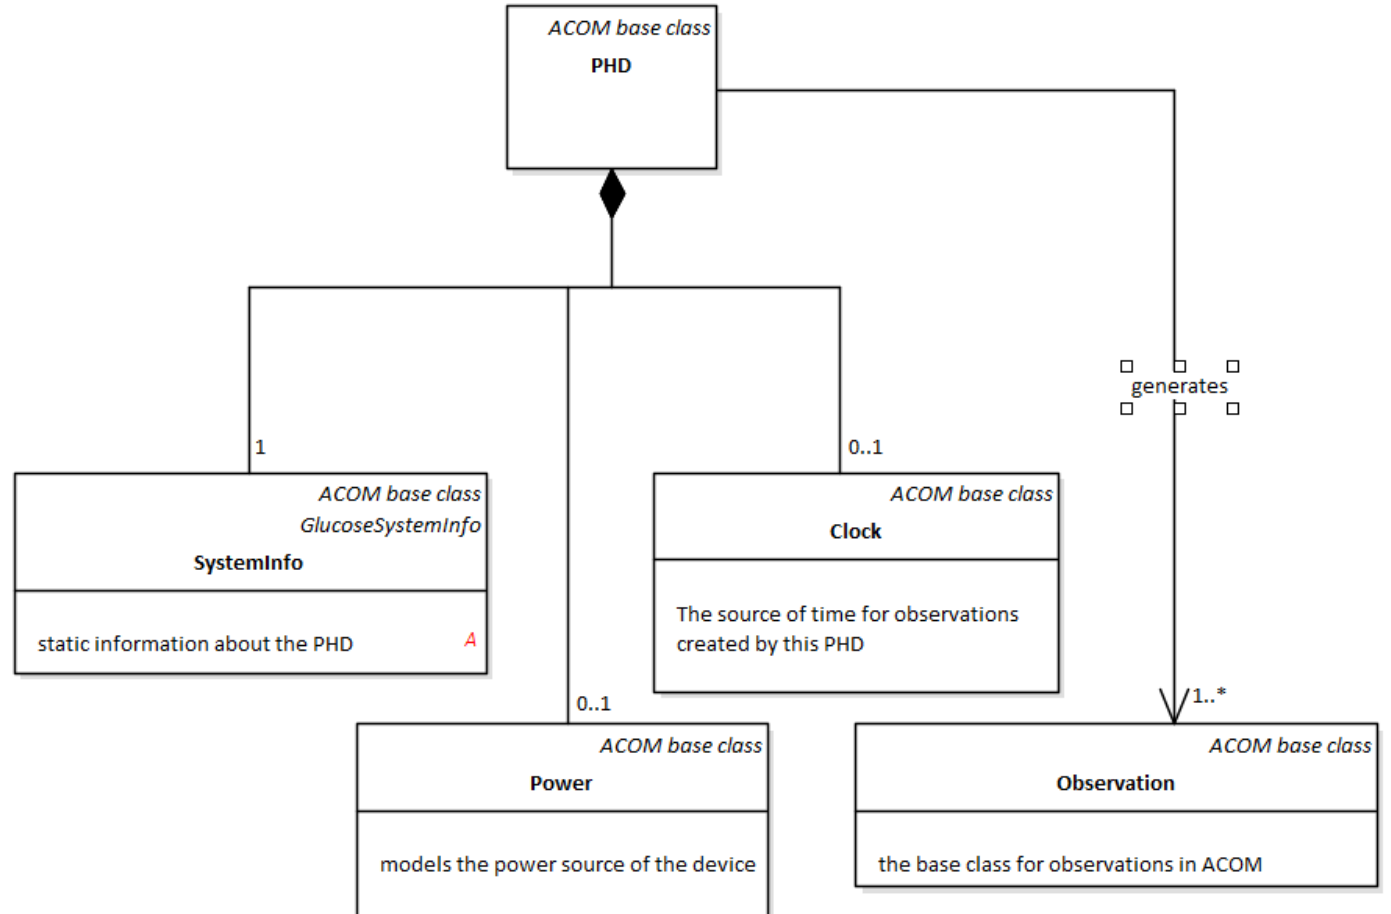 ACOM base class
PHD
generates
1
0..1
ACOM base class
GlucoseSystemInfo
SystemInfo
static information about the PHD
A
ACOM base class
Clock
The source of time for observations
created by this PHD
0..1
1..*
ACOM base class
Power
models the power source of the device
ACOM base class
Observation
the base class for observations in ACOM